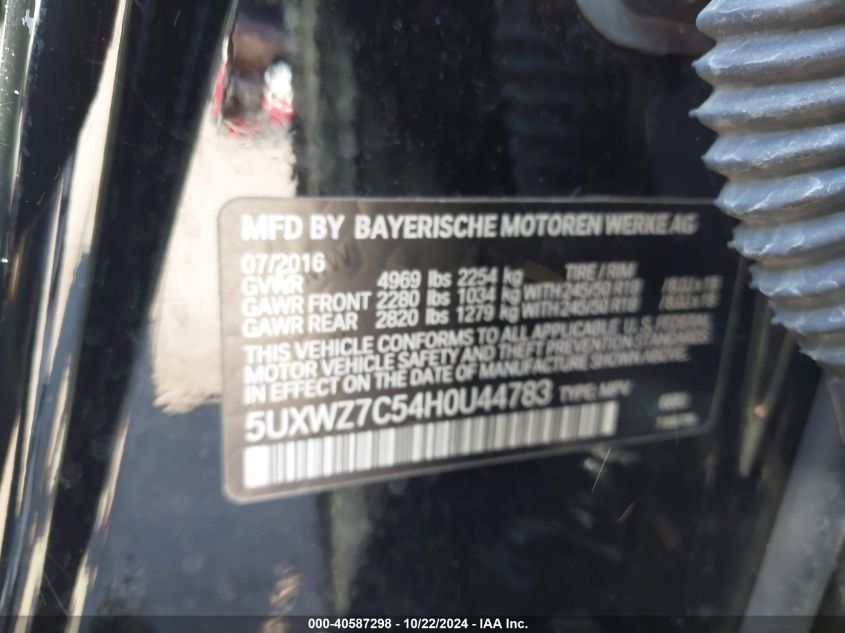 MFD BY BAYERISCHE MOTOREN WERKE AG
07/2016
GVWR 4969 lbs 2254 kg TIRE / RIM
GAWR FRONT 2280 lbs 1034 kg WITH 245/50 R18
GAWR REAR 2820 lbs 1279 kg WITH 245/50 R18
THIS VEHICLE CONFORMS TO ALL APPLICABLE U.S. FEDERAL
MOTOR VEHICLE SAFETY AND THEFT PREVENTION STANDARDS
IN EFFECT ON THE DATE OF MANUFACTURE SHOWN ABOVE.
5UXWZ7C54H0U44783 TYPE: MPV
000-40587298 - 10/22/2024 - IAA Inc.